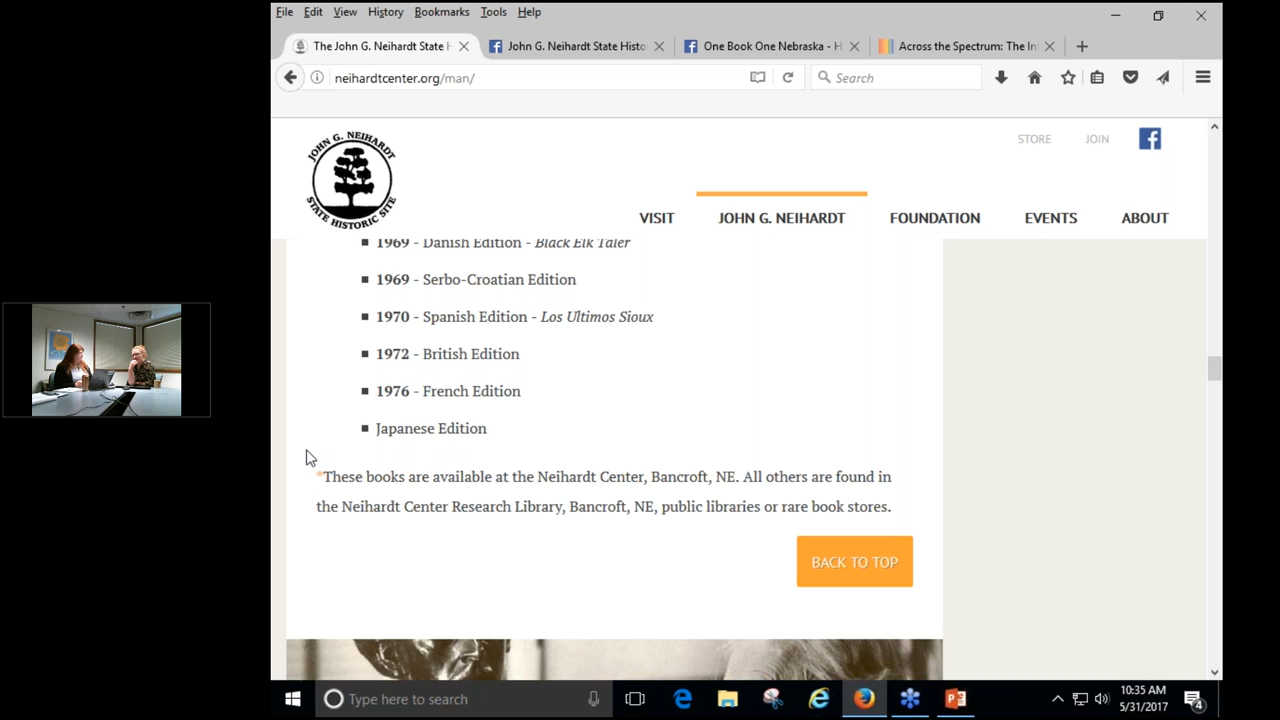 File Edit View History Bookmarks Tools Help
The John G. Neihardt State H
John G. Neihardt State Histo
One Book One Nebraska - H
Across the Spectrum: The In
neihardtcenter.org/man/
Search
JOHN G. NEIHARDT
STATE HISTORIC SITE
STORE JOIN
VISIT JOHN G. NEIHARDT FOUNDATION EVENTS ABOUT
1969 - Danish Edition - Black Elk Taler
1969 - Serbo-Croatian Edition
1970 - Spanish Edition - Los Ultimos Sioux
1972 - British Edition
1976 - French Edition
Japanese Edition
*These books are available at the Neihardt Center, Bancroft, NE. All others are found in
the Neihardt Center Research Library, Bancroft, NE, public libraries or rare book stores.
BACK TO TOP
Type here to search
10:35 AM
5/31/2017
4